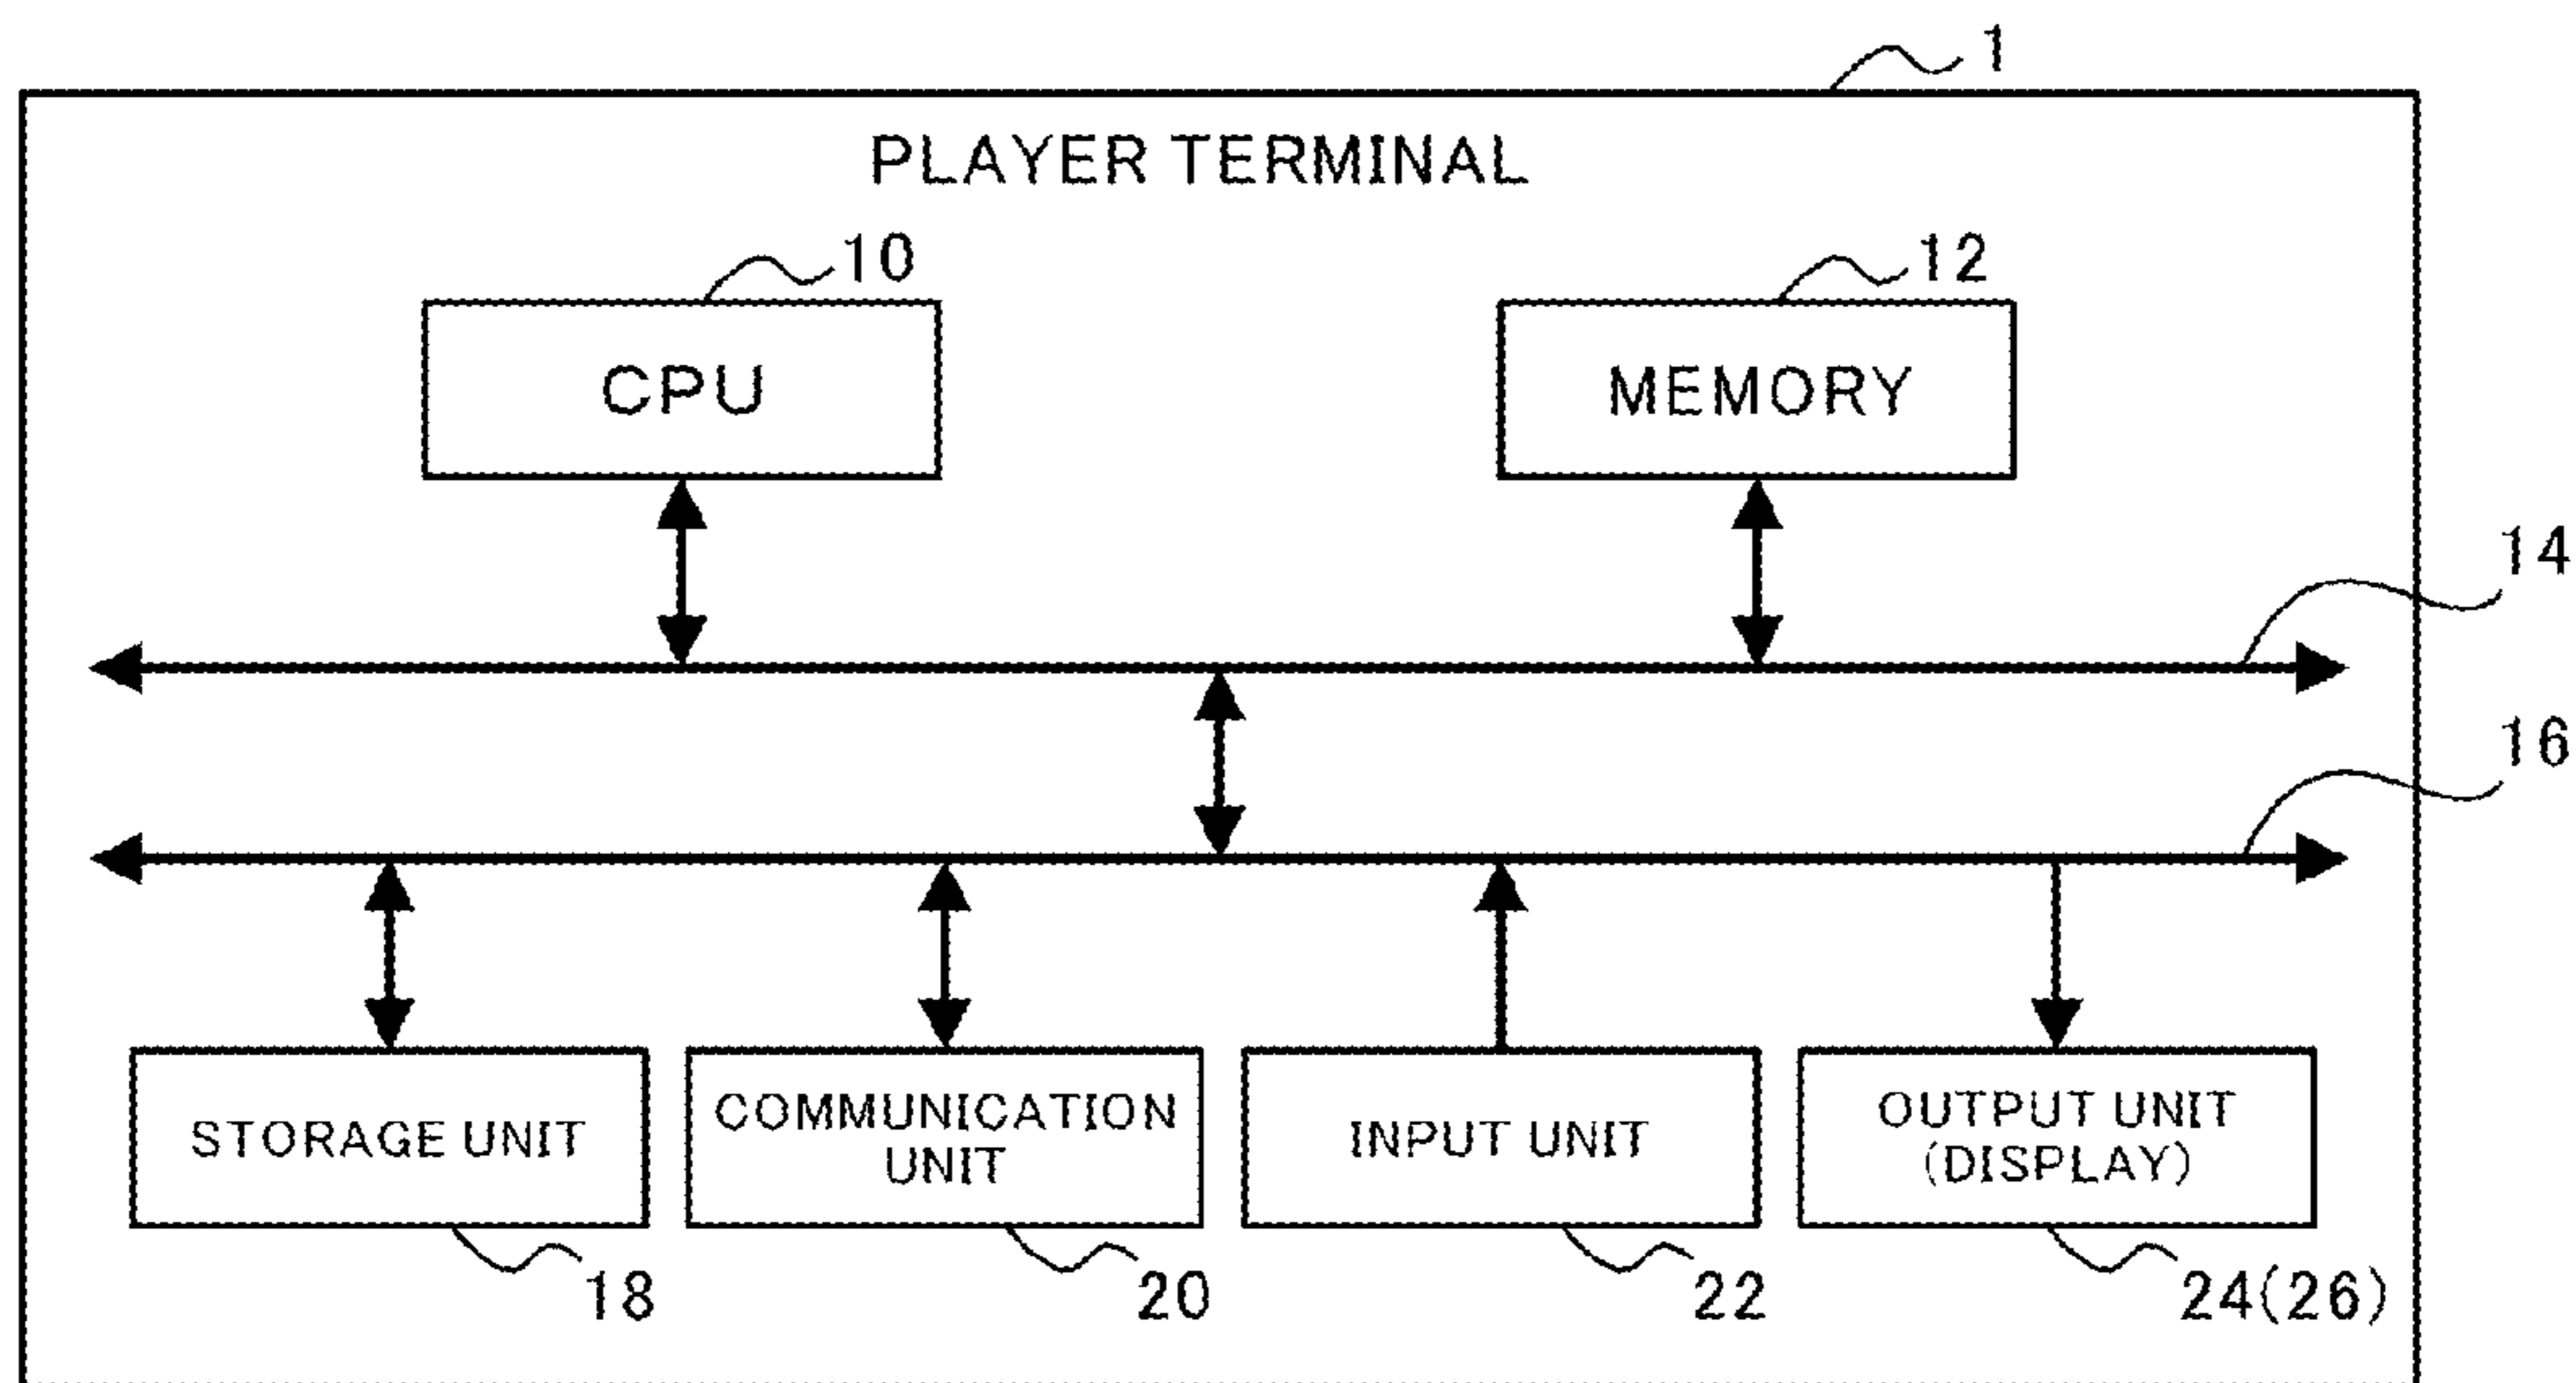 1
PLAYER TERMINAL
10
12
CPU
MEMORY
14
16
STORAGE UNIT
COMMUNICATION
UNIT
INPUT UNIT
OUTPUT UNIT
(DISPLAY)
18
20
22
24(26)